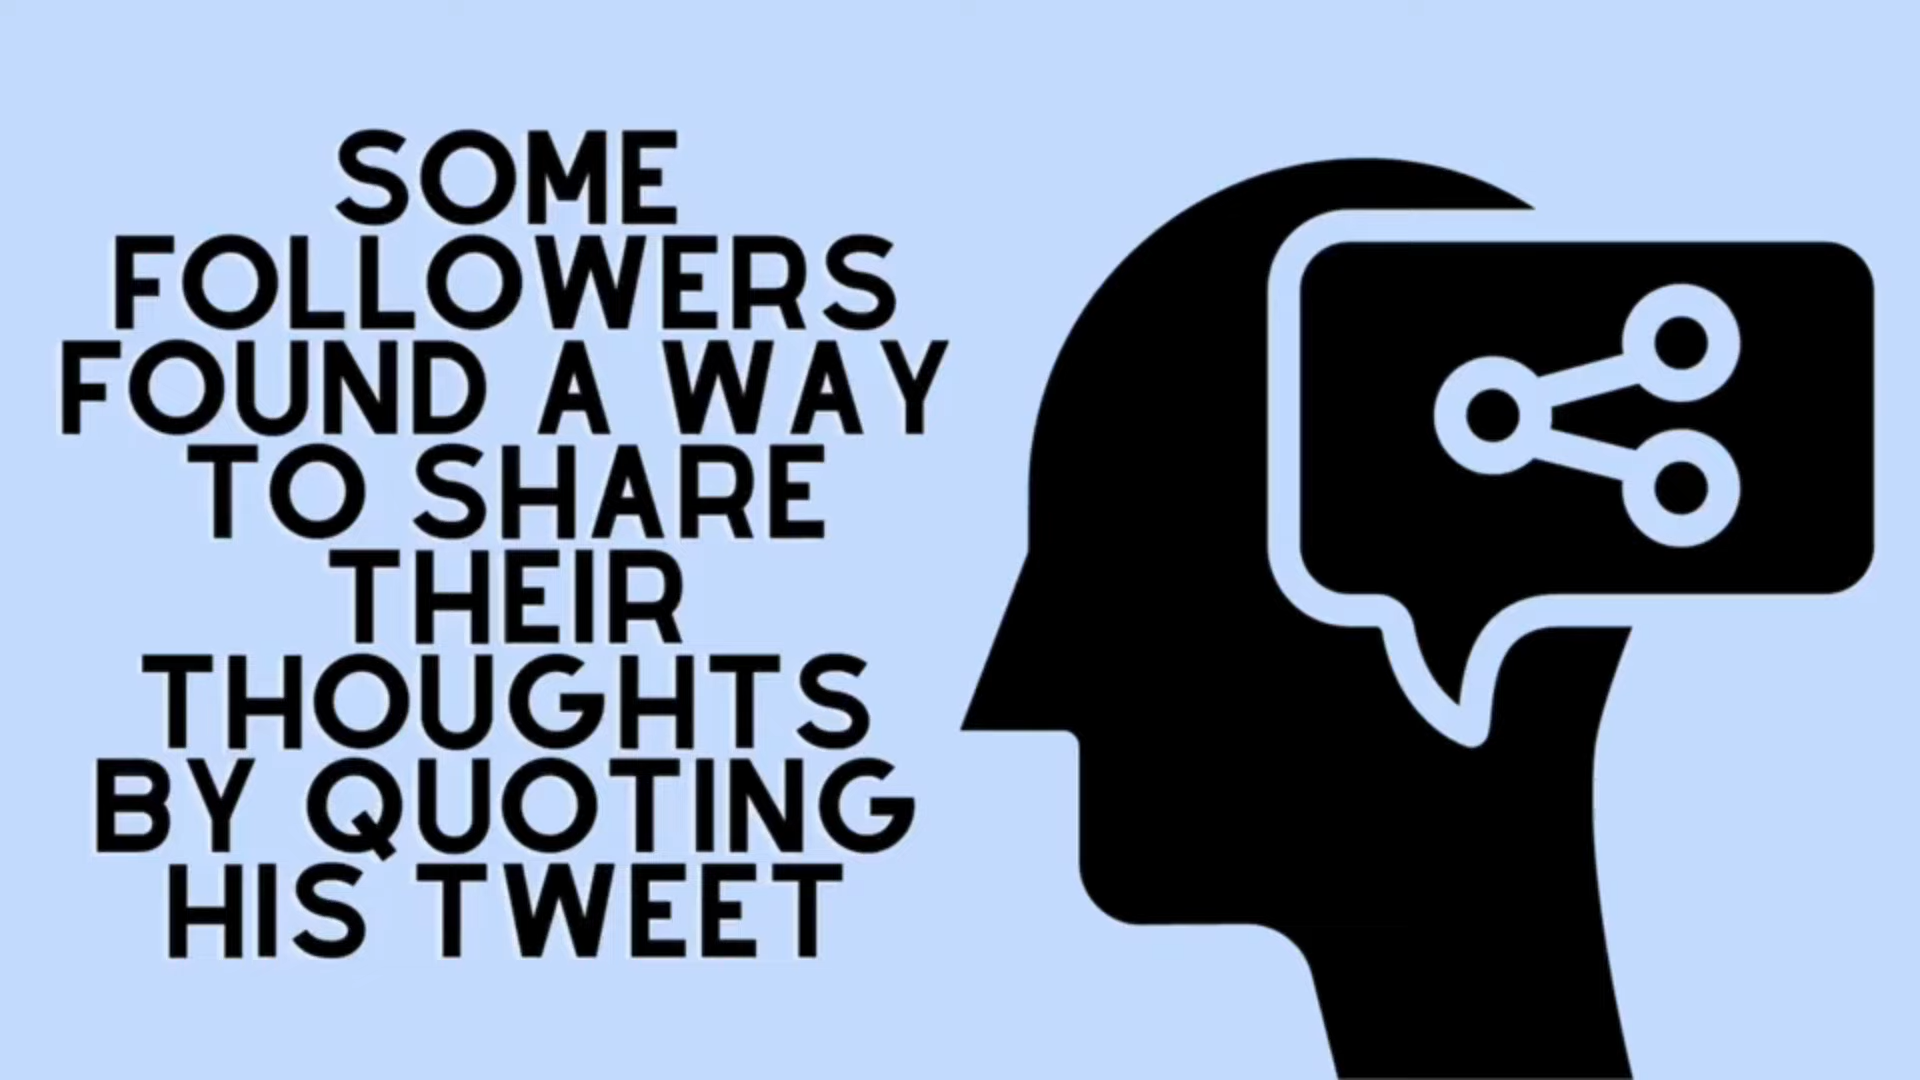 SOME
FOLLOWERS
FOUND A WAY
TO SHARE
THEIR
THOUGHTS
BY QUOTING
HIS TWEET